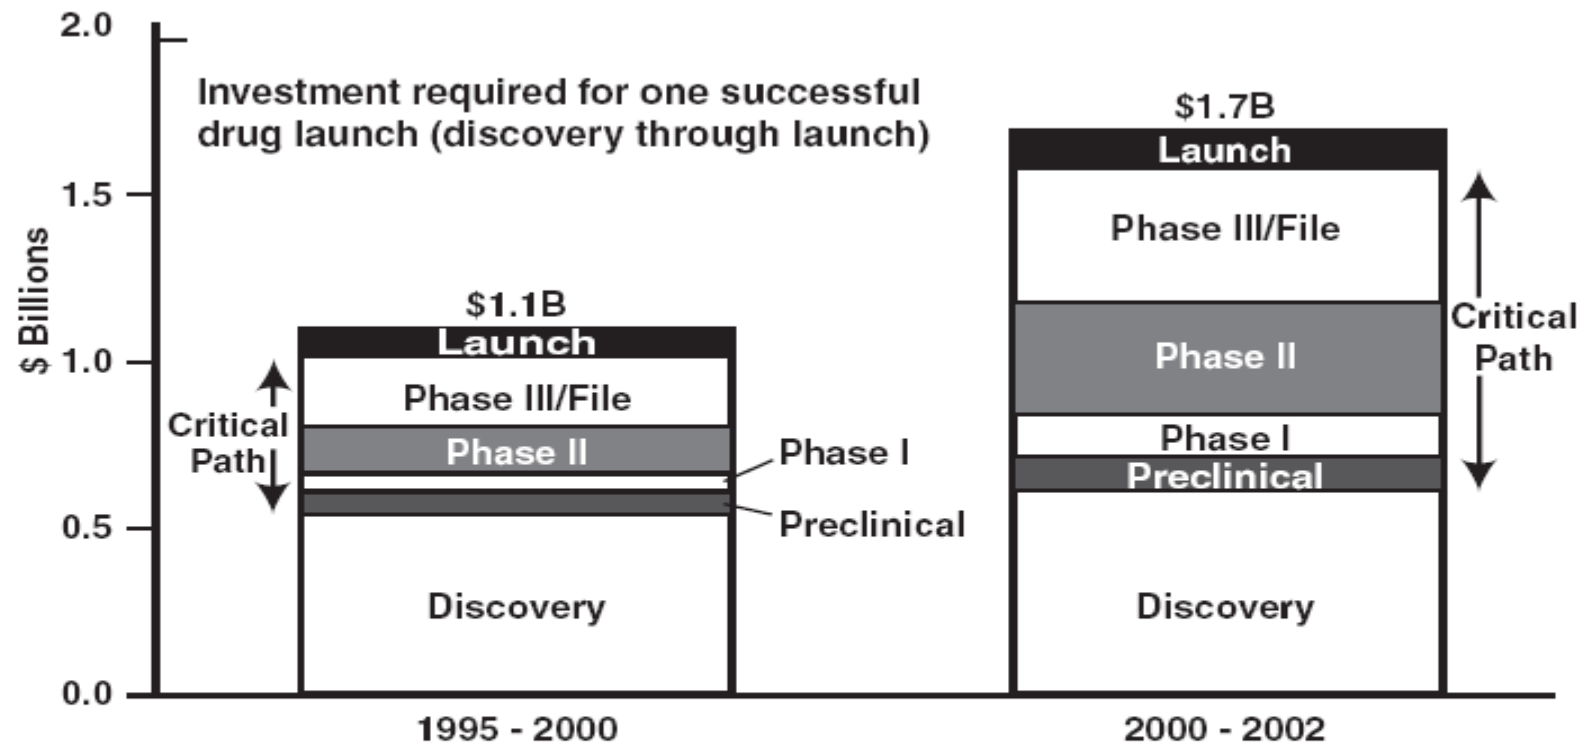 2.0
Investment required for one successful
drug launch (discovery through launch)
$1.7B
Launch
1.5
Phase III/File
$ Billions
$1.1B
Launch
Critical
Path
1.0
Phase II
Phase III/File
Critical
Path
Phase II
Phase I
Phase I
Preclinical
0.5
Preclinical
Discovery
Discovery
0.0
1995 - 2000
2000 - 2002